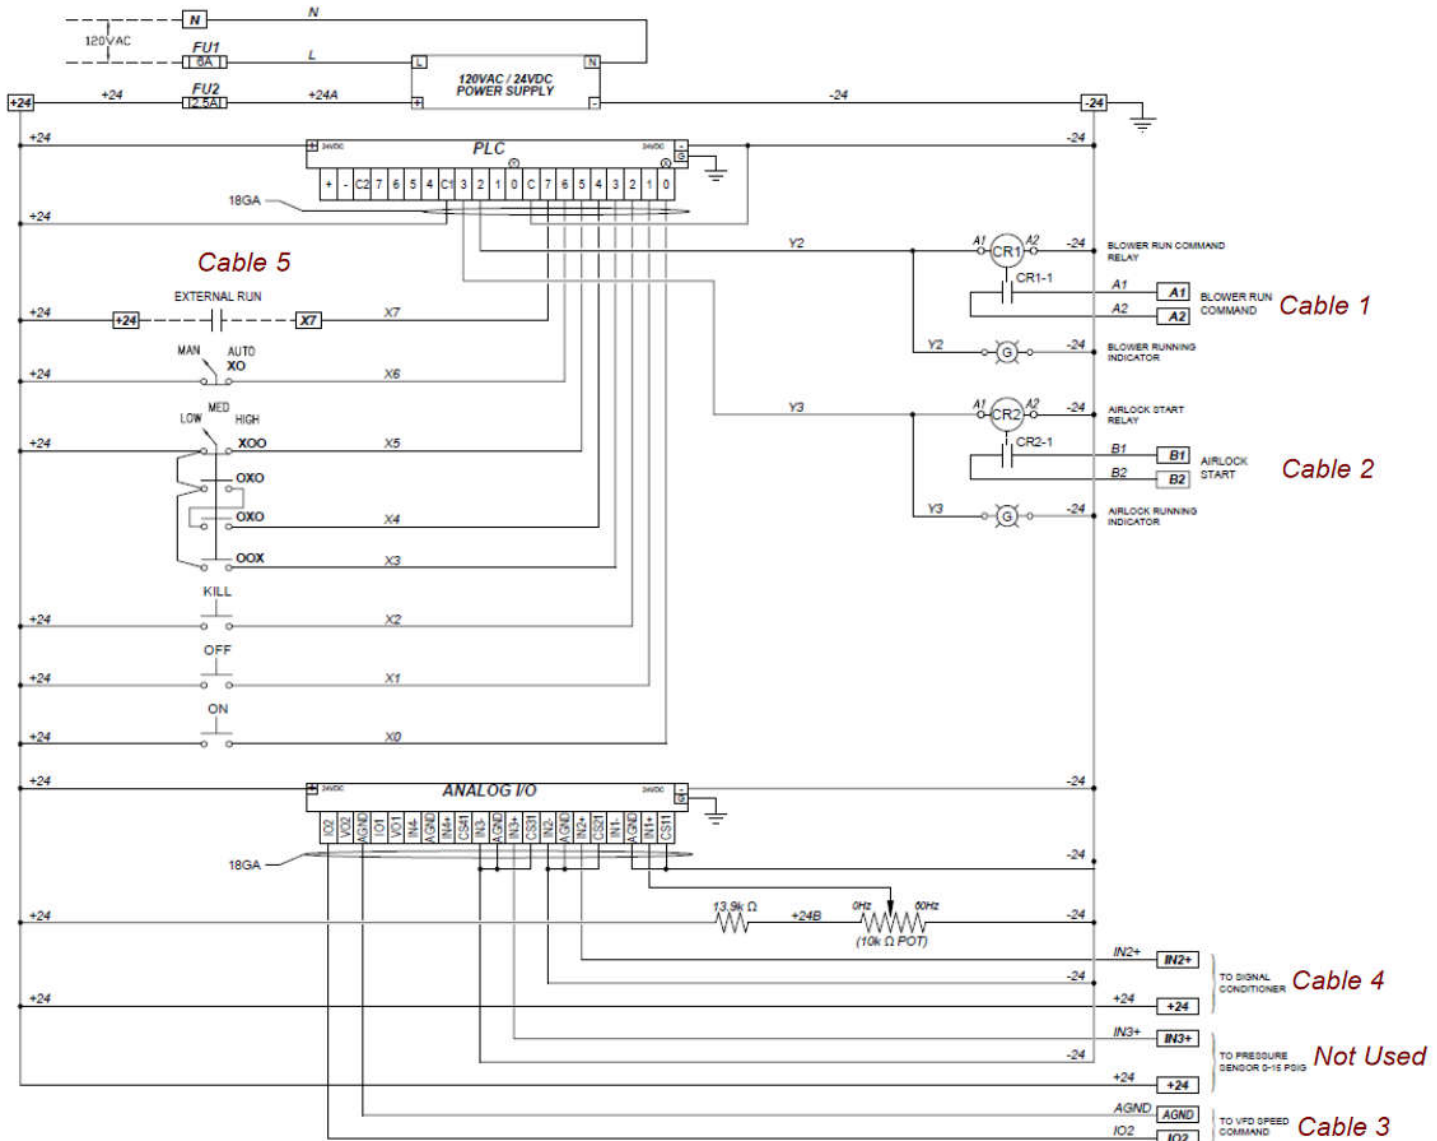 N N
120VAC
FU1
6A L L N
120VAC / 24VDC
POWER SUPPLY
FU2
+24 +24 2.5A +24A + - -24 -24
+24 + 24VDC PLC 24VDC - -24
G
+ - C2 7 6 5 4 C1 3 2 1 0 C 7 6 5 4 3 2 1 0
18GA
+24
Y2 A1 CR1 A2 -24 BLOWER RUN COMMAND
RELAY
Cable 5
CR1-1 A1 A1 BLOWER RUN
COMMAND Cable 1
A2 A2
EXTERNAL RUN
+24 +24 X7 X7
Y2 G -24 BLOWER RUNNING
INDICATOR
MAN AUTO
XO
+24 X6
Y3 A1 CR2 A2 -24 AIRLOCK START
RELAY
LOW MED HIGH
+24 XOO X5
CR2-1 B1 B1 AIRLOCK
START Cable 2
B2 B2
OXO
OXO X4
Y3 G -24 AIRLOCK RUNNING
INDICATOR
OOX X3
KILL
+24 X2
OFF
+24 X1
ON
+24 X0
+24 + 24VDC ANALOG I/O 24VDC - -24
G
IO2 VO2 AGND IO1 VO1 IN4- AGND IN4+ CS41 IN3- AGND IN3+ CS31 IN2- AGND IN2+ CS21 IN1- AGND IN1+ CS11
18GA -24
+24 13.9k Ω +24B 0Hz 60Hz -24
(10k Ω POT)
IN2+ IN2+
-24 TO SIGNAL
CONDITIONER Cable 4
+24 +24 +24
IN3+ IN3+
-24 TO PRESSURE
SENSOR 0-15 PSIG Not Used
+24 +24
AGND AGND
TO VFD SPEED
COMMAND Cable 3
IO2 IO2